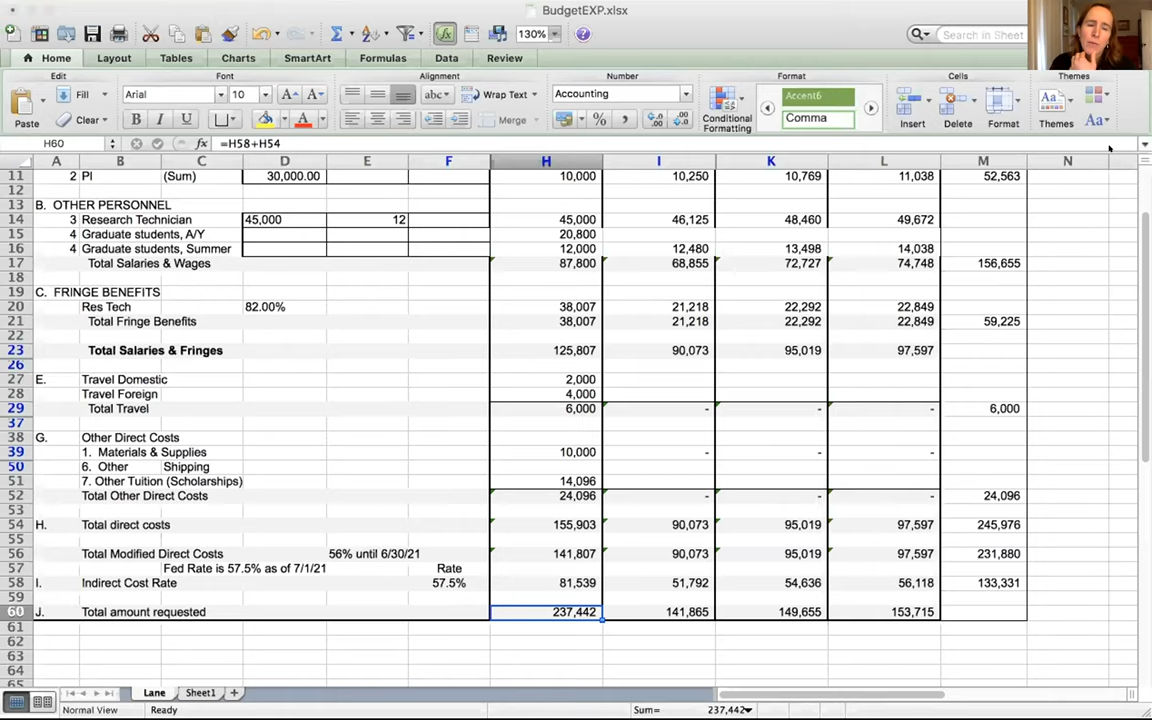 BudgetEXP.xlsx
130%
Search in Sheet
Home Layout Tables Charts SmartArt Formulas Data Review
Edit Font Alignment Number Format Cells Themes
Fill Arial 10 A A abc Wrap Text Accounting Accent6
Paste Clear B I U A Merge % , Conditional Formatting Comma Insert Delete Format Themes Aa
H60 fx =H58+H54
A B C D E F H I K L M N
11 2 PI (Sum) 30,000.00 10,000 10,250 10,769 11,038 52,563
12
13 B. OTHER PERSONNEL
14 3 Research Technician 45,000 12 45,000 46,125 48,460 49,672
15 4 Graduate students, A/Y 20,800
16 4 Graduate students, Summer 12,000 12,480 13,498 14,038
17 Total Salaries & Wages 87,800 68,855 72,727 74,748 156,655
18
19 C. FRINGE BENEFITS
20 Res Tech 82.00% 38,007 21,218 22,292 22,849
21 Total Fringe Benefits 38,007 21,218 22,292 22,849 59,225
22
23 Total Salaries & Fringes 125,807 90,073 95,019 97,597
26
27 E. Travel Domestic 2,000
28 Travel Foreign 4,000
29 Total Travel 6,000 - - - 6,000
37
38 G. Other Direct Costs
39 1. Materials & Supplies 10,000 - - -
50 6. Other Shipping
51 7. Other Tuition (Scholarships) 14,096
52 Total Other Direct Costs 24,096 - - - 24,096
53
54 H. Total direct costs 155,903 90,073 95,019 97,597 245,976
55
56 Total Modified Direct Costs 56% until 6/30/21 141,807 90,073 95,019 97,597 231,880
57 Fed Rate is 57.5% as of 7/1/21 Rate
58 I. Indirect Cost Rate 57.5% 81,539 51,792 54,636 56,118 133,331
59
60 J. Total amount requested 237,442 141,865 149,655 153,715
61
62
63
64
65
Lane Sheet1
Normal View Ready Sum= 237,442